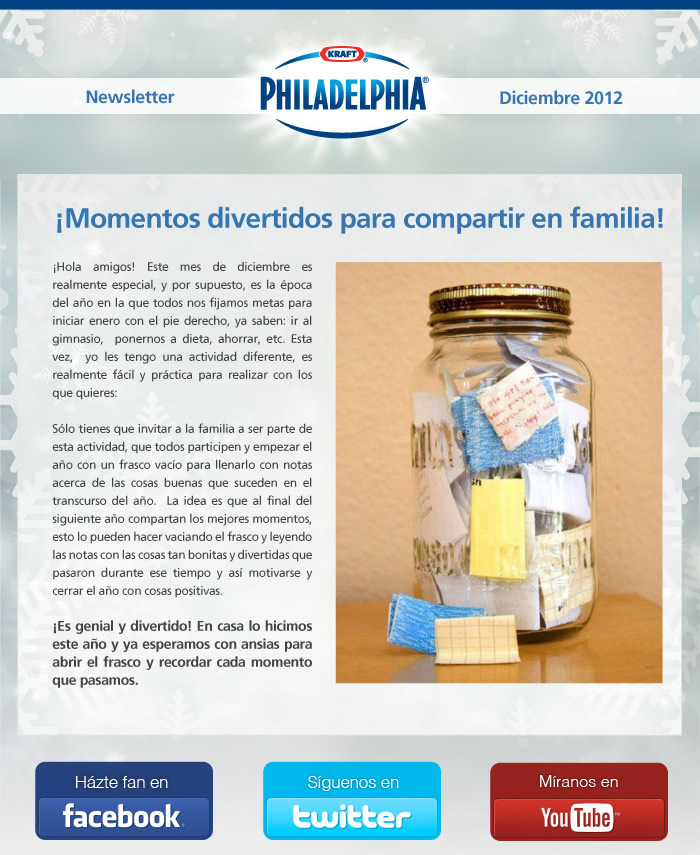 KRAFT
PHILADELPHIA®
Newsletter
Diciembre 2012
¡Momentos divertidos para compartir en familia!
¡Hola amigos! Este mes de diciembre es
realmente especial, y por supuesto, es la época
del año en la que todos nos fijamos metas para
iniciar enero con el pie derecho, ya saben: ir al
gimnasio, ponernos a dieta, ahorrar, etc. Esta
vez, yo les tengo una actividad diferente, es
realmente fácil y práctica para realizar con los
que quieres:
Sólo tienes que invitar a la familia a ser parte de
esta actividad, que todos participen y empezar el
año con un frasco vacío para llenarlo con notas
acerca de las cosas buenas que suceden en el
transcurso del año. La idea es que al final del
siguiente año compartan los mejores momentos,
esto lo pueden hacer vaciando el frasco y leyendo
las notas con las cosas tan bonitas y divertidas que
pasaron durante ese tiempo y así motivarse y
cerrar el año con cosas positivas.
¡Es genial y divertido! En casa lo hicimos
este año y ya esperamos con ansias para
abrir el frasco y recordar cada momento
que pasamos.
Házte fan en
facebook.
Síguenos en
twitter
Míranos en
YouTube™